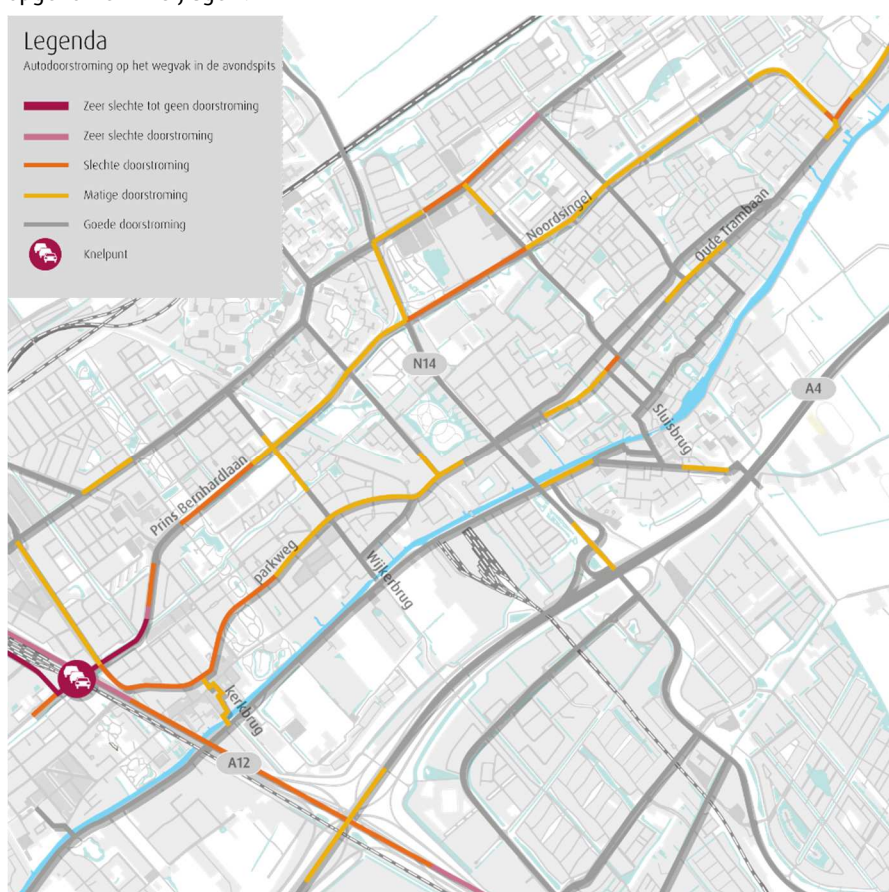 Legenda
Autodoorstroming op het wegvak in de avondspits
Zeer slechte tot geen doorstroming
Zeer slechte doorstroming
Slechte doorstroming
Matige doorstroming
Goede doorstroming
Knelpunt
Noordsingel
Oude Trambaan
N14
A4
Sluisbrug
Prins Bernhardlaan
parkweg
Wijkerbrug
kerkbrug
A12